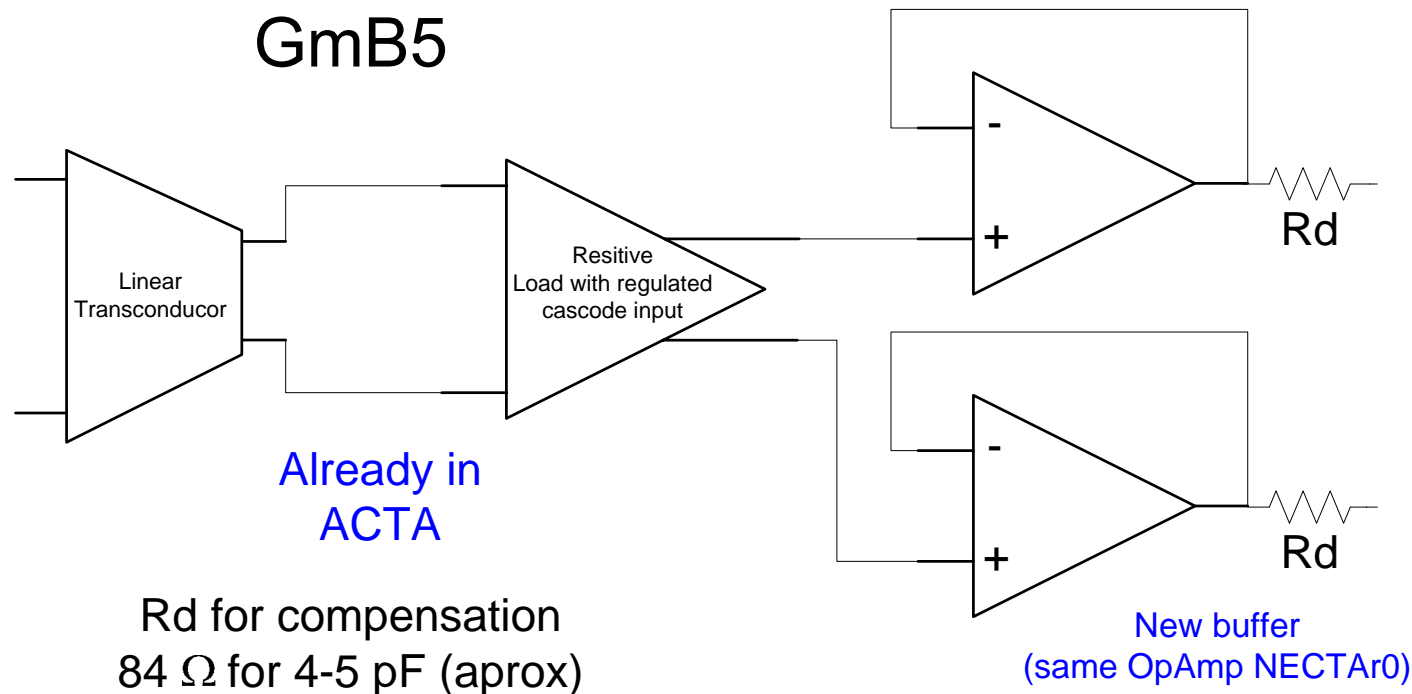 GmB5
Linear
Transconducor
Resitive
Load with regulated
cascode input
-
+
Rd
-
+
Rd
Already in
ACTA
Rd for compensation
84 Ω for 4-5 pF (aprox)
New buffer
(same OpAmp NECTAr0)